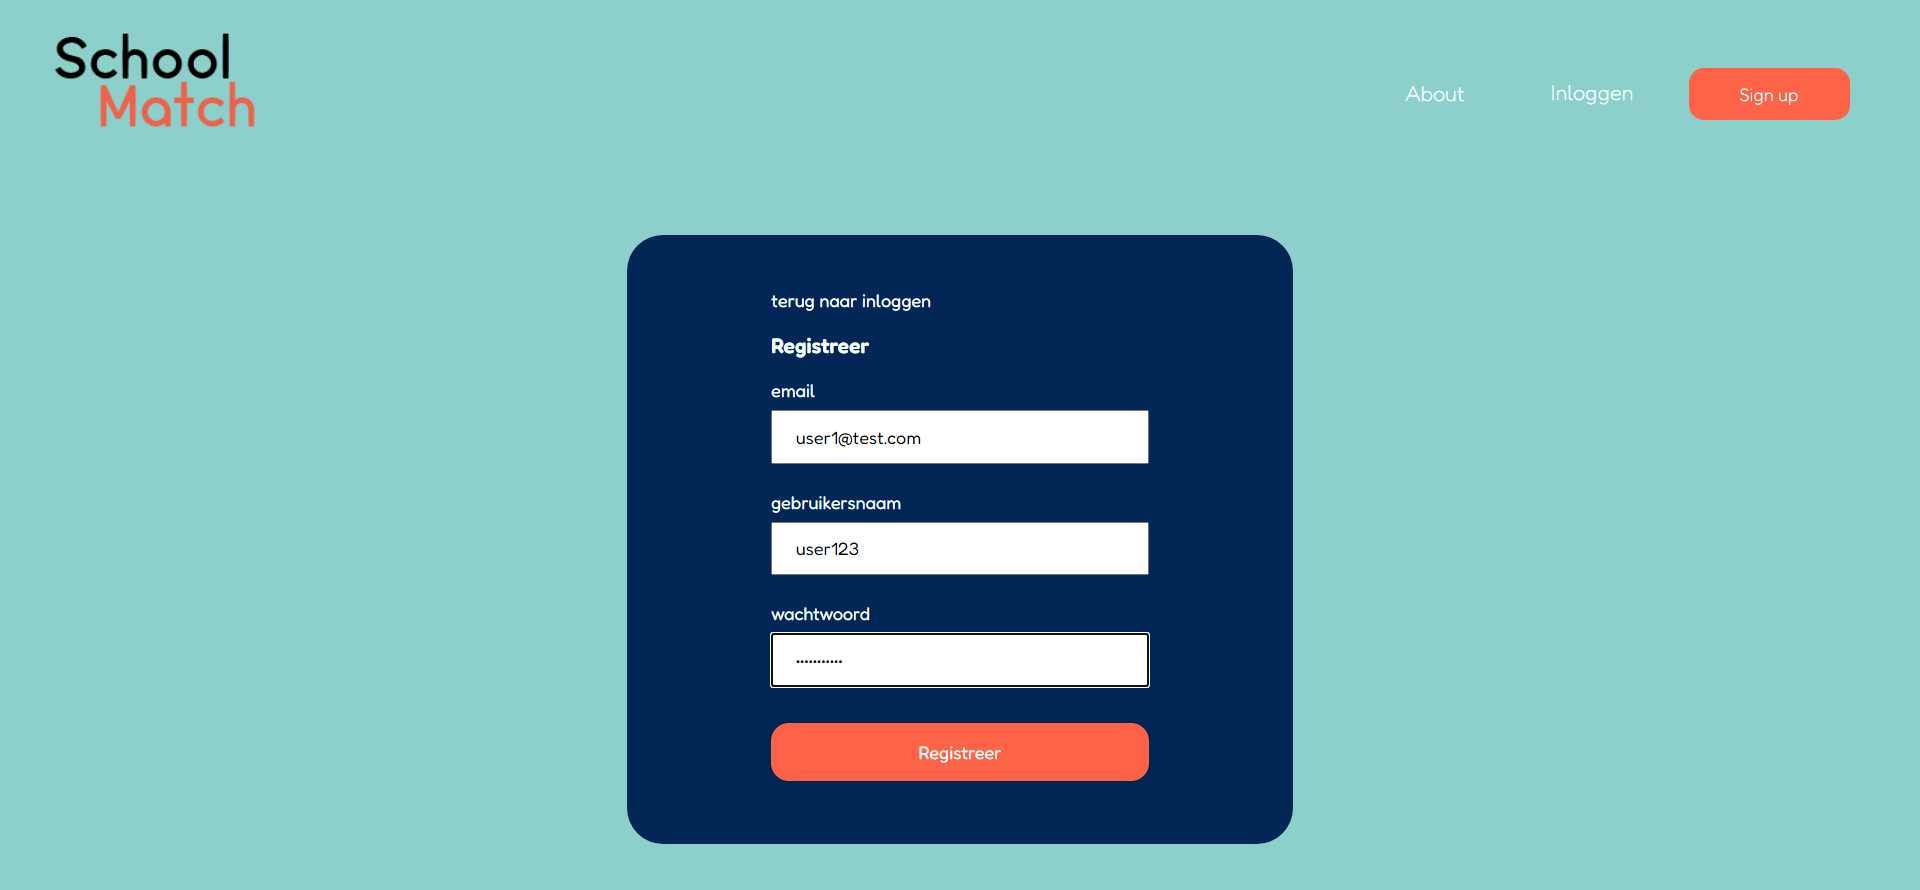 School
Match
About
Inloggen
Sign up
terug naar inloggen
Registreer
email
user1@test.com
gebruikersnaam
user123
wachtwoord
•••••••••••
Registreer